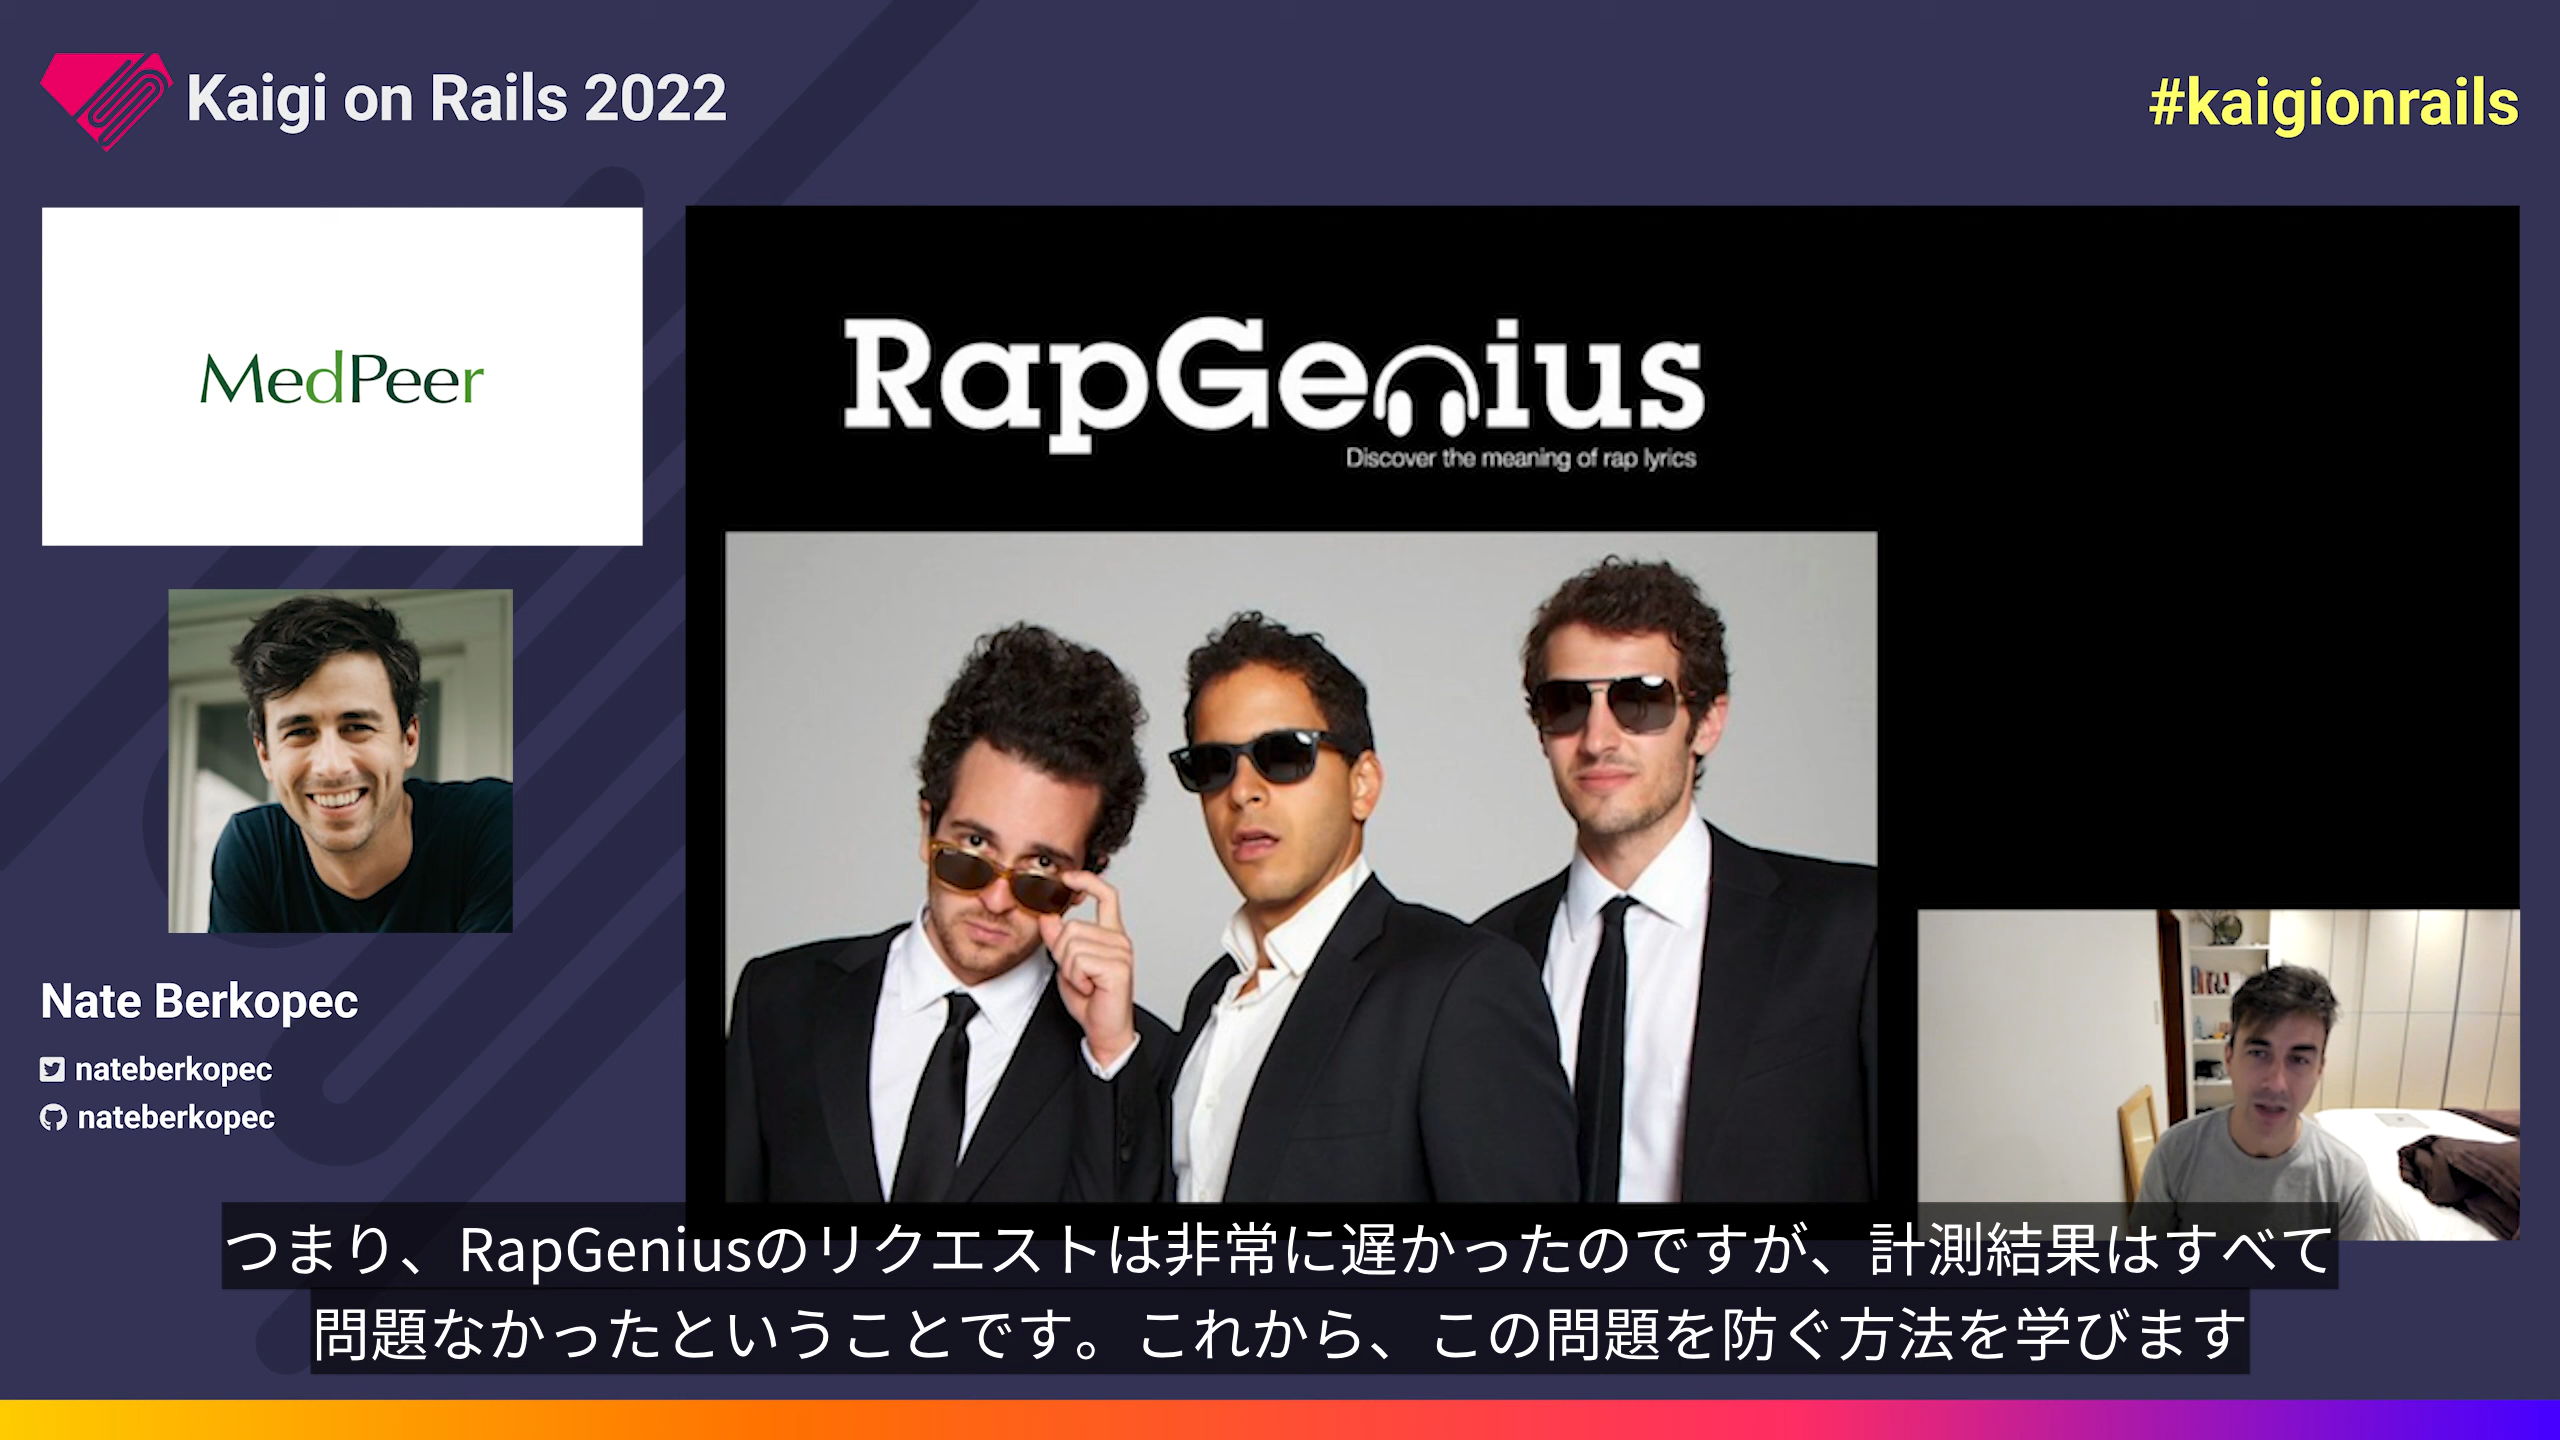 Kaigi on Rails 2022
#kaigionrails
MedPeer
RapGenius
Discover the meaning of rap lyrics
Nate Berkopec
nateberkopec
nateberkopec
つまり、RapGeniusのリクエストは非常に遅かったのですが、計測結果はすべて
問題なかったということです。これから、この問題を防ぐ方法を学びます